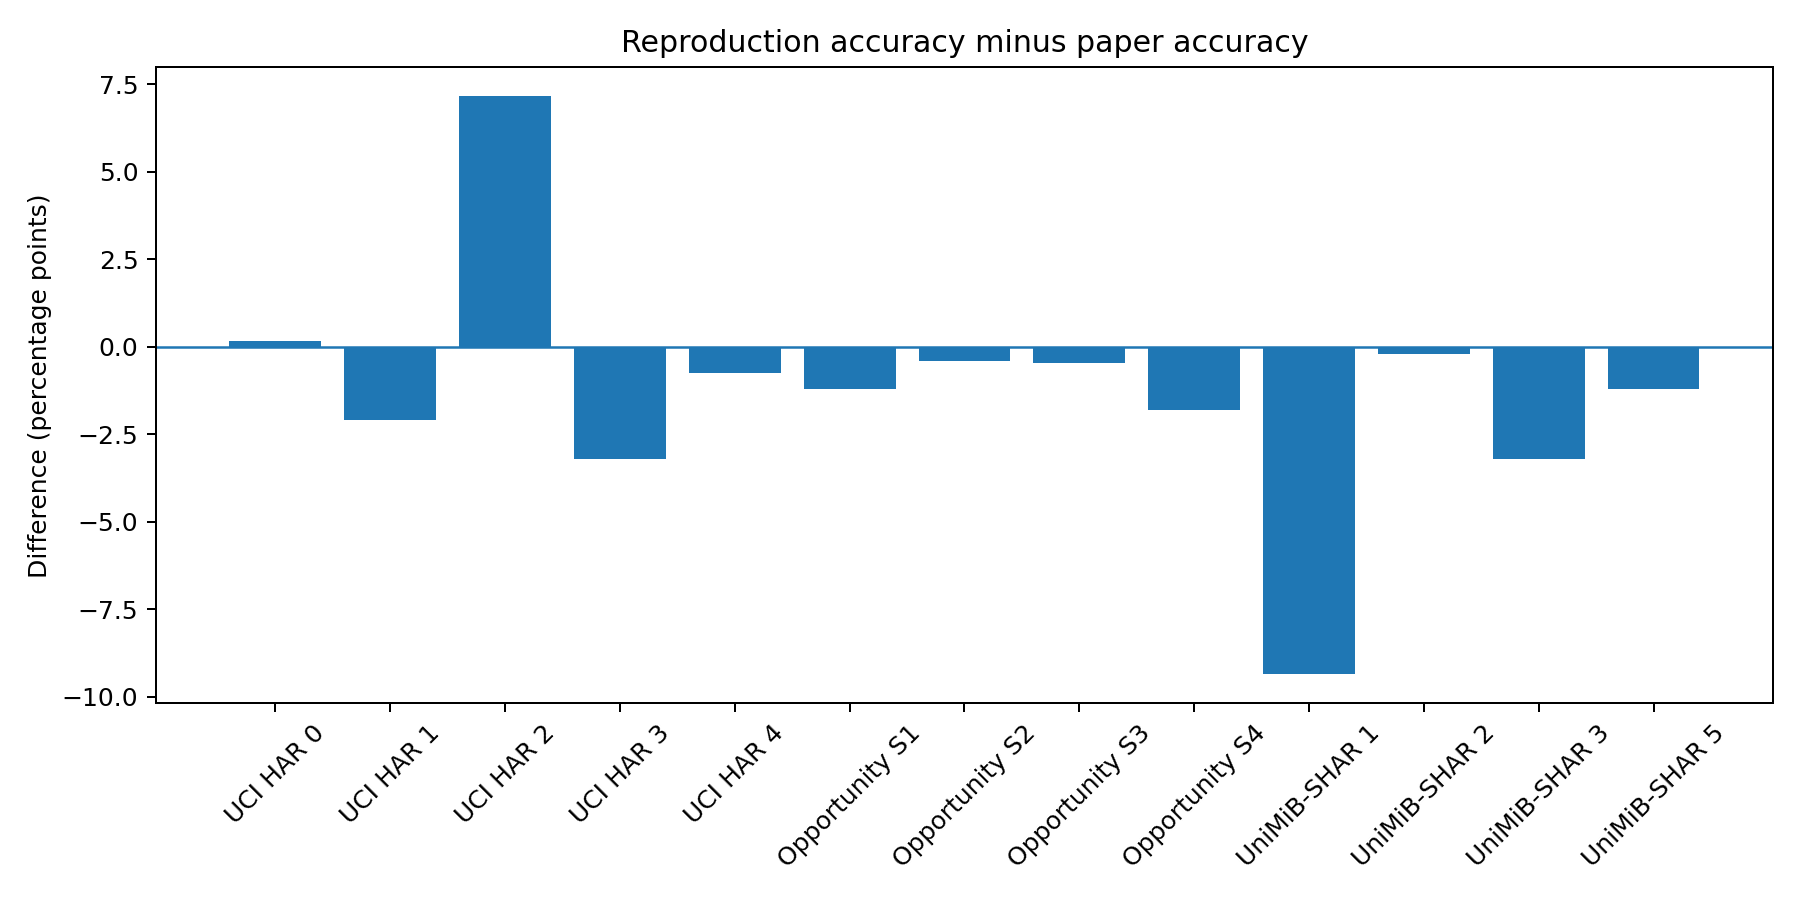 Reproduction accuracy minus paper accuracy
Difference (percentage points)
7.5
5.0
2.5
0.0
−2.5
−5.0
−7.5
−10.0
UCI HAR 0
UCI HAR 1
UCI HAR 2
UCI HAR 3
UCI HAR 4
Opportunity S1
Opportunity S2
Opportunity S3
Opportunity S4
UniMiB-SHAR 1
UniMiB-SHAR 2
UniMiB-SHAR 3
UniMiB-SHAR 5